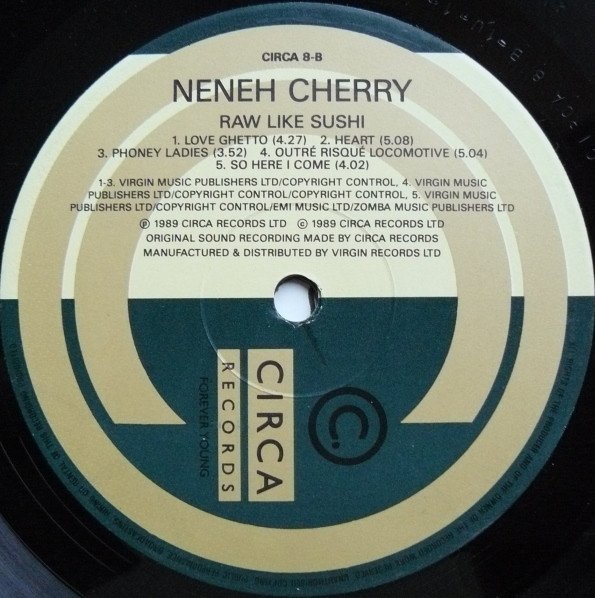 CIRCA 8-B
NENEH CHERRY
RAW LIKE SUSHI
1. LOVE GHETTO (4.27) 2. HEART (5.08)
3. PHONEY LADIES (3.52) 4. OUTRÉ RISQUÉ LOCOMOTIVE (5.04)
5. SO HERE I COME (4.02)
1-3. VIRGIN MUSIC PUBLISHERS LTD/COPYRIGHT CONTROL, 4. VIRGIN MUSIC
PUBLISHERS LTD/COPYRIGHT CONTROL/COPYRIGHT CONTROL, 5. VIRGIN MUSIC
PUBLISHERS LTD/COPYRIGHT CONTROL/EMI MUSIC LTD/ZOMBA MUSIC PUBLISHERS LTD
℗ 1989 CIRCA RECORDS LTD © 1989 CIRCA RECORDS LTD
ORIGINAL SOUND RECORDING MADE BY CIRCA RECORDS
MANUFACTURED & DISTRIBUTED BY VIRGIN RECORDS LTD
C.
CIRCA
RECORDS
FOREVER YOUNG